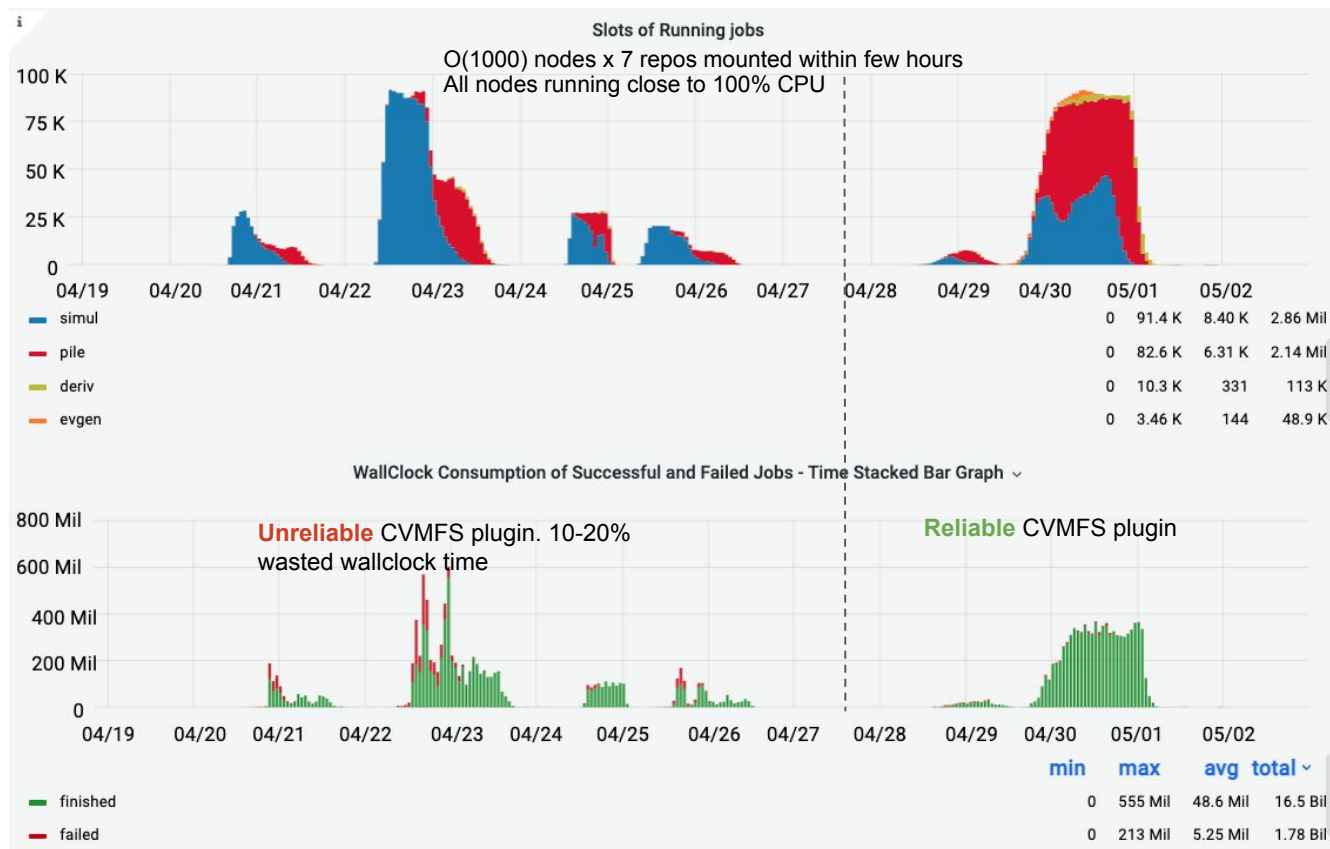 i
Slots of Running jobs
O(1000) nodes x 7 repos mounted within few hours
All nodes running close to 100% CPU
100 K
75 K
50 K
25 K
0
04/19 04/20 04/21 04/22 04/23 04/24 04/25 04/26 04/27 04/28 04/29 04/30 05/01 05/02
simul 0 91.4 K 8.40 K 2.86 Mil
pile 0 82.6 K 6.31 K 2.14 Mil
deriv 0 10.3 K 331 113 K
evgen 0 3.46 K 144 48.9 K
WallClock Consumption of Successful and Failed Jobs - Time Stacked Bar Graph
800 Mil
Unreliable CVMFS plugin. 10-20%
wasted wallclock time
Reliable CVMFS plugin
600 Mil
400 Mil
200 Mil
0
04/19 04/20 04/21 04/22 04/23 04/24 04/25 04/26 04/27 04/28 04/29 04/30 05/01 05/02
min max avg total
finished 0 555 Mil 48.6 Mil 16.5 Bil
failed 0 213 Mil 5.25 Mil 1.78 Bil